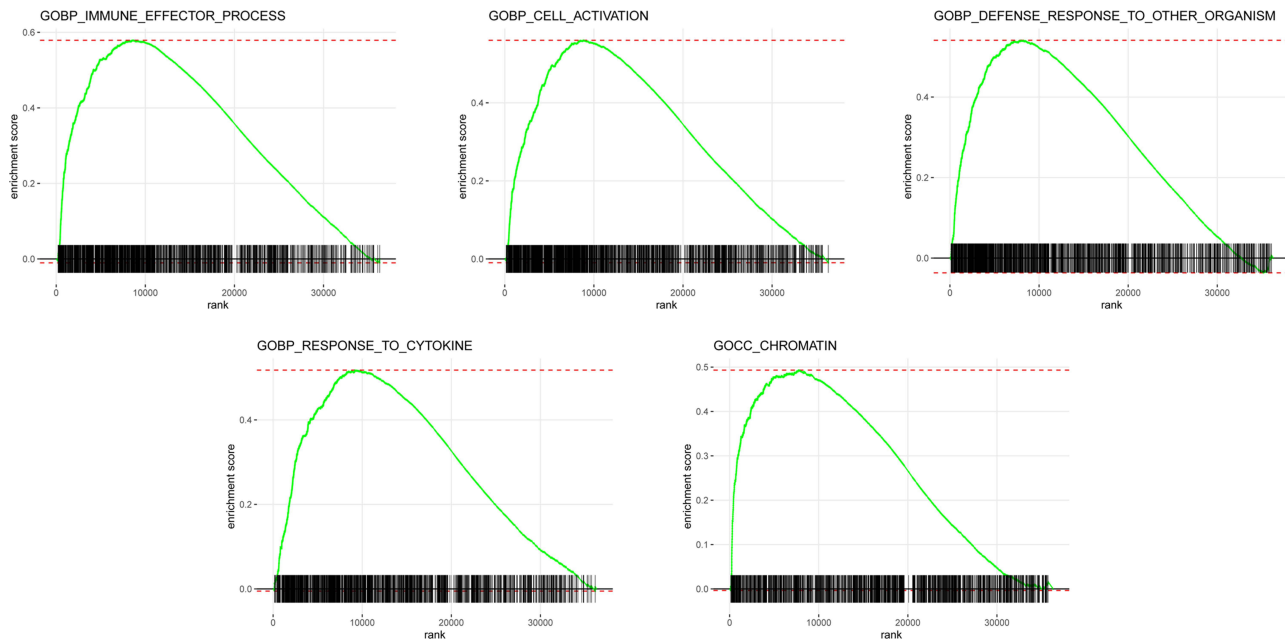 GOBP_IMMUNE_EFFECTOR_PROCESS
0.6
0.4
0.2
0.0
enrichment score
0
10000
20000
30000
rank
GOBP_CELL_ACTIVATION
0.4
0.2
0.0
enrichment score
0
10000
20000
30000
rank
GOBP_DEFENSE_RESPONSE_TO_OTHER_ORGANISM
0.4
0.2
0.0
enrichment score
0
10000
20000
30000
rank
GOBP_RESPONSE_TO_CYTOKINE
0.4
0.2
0.0
enrichment score
0
10000
20000
30000
rank
GOCC_CHROMATIN
0.5
0.4
0.3
0.2
0.1
0.0
enrichment score
0
10000
20000
30000
rank